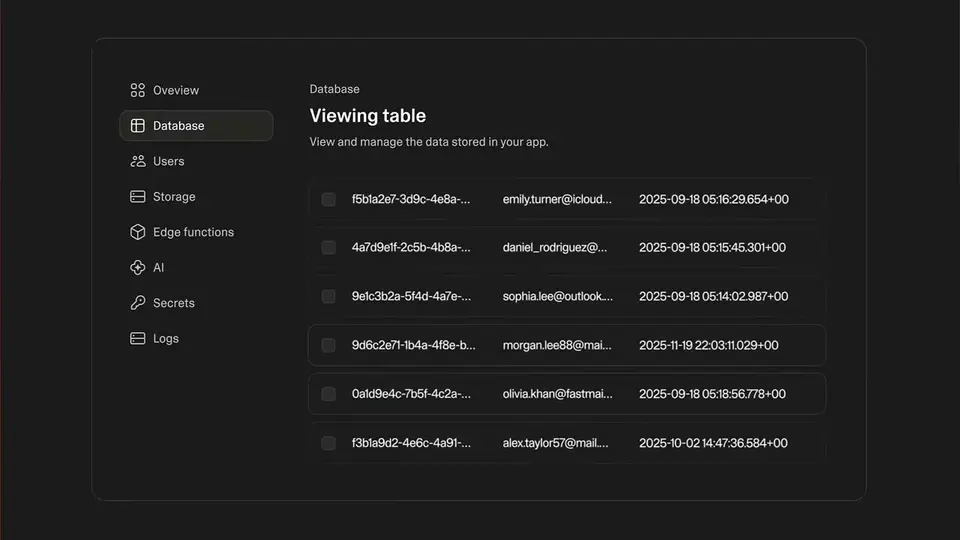 Oveview
Database
Users
Storage
Edge functions
AI
Secrets
Logs
Database
Viewing table
View and manage the data stored in your app.
f5b1a2e7-3d9c-4e8a-... emily.turner@icloud... 2025-09-18 05:16:29.654+00
4a7d9e1f-2c5b-4b8a-... daniel_rodriguez@... 2025-09-18 05:15:45.301+00
9e1c3b2a-5f4d-4a7e-... sophia.lee@outlook.... 2025-09-18 05:14:02.987+00
9d6c2e71-1b4a-4f8e-b... morgan.lee88@mai... 2025-11-19 22:03:11.029+00
0a1d9e4c-7b5f-4c2a-... olivia.khan@fastmai... 2025-09-18 05:18:56.778+00
f3b1a9d2-4e6c-4a91-... alex.taylor57@mail.... 2025-10-02 14:47:36.584+00